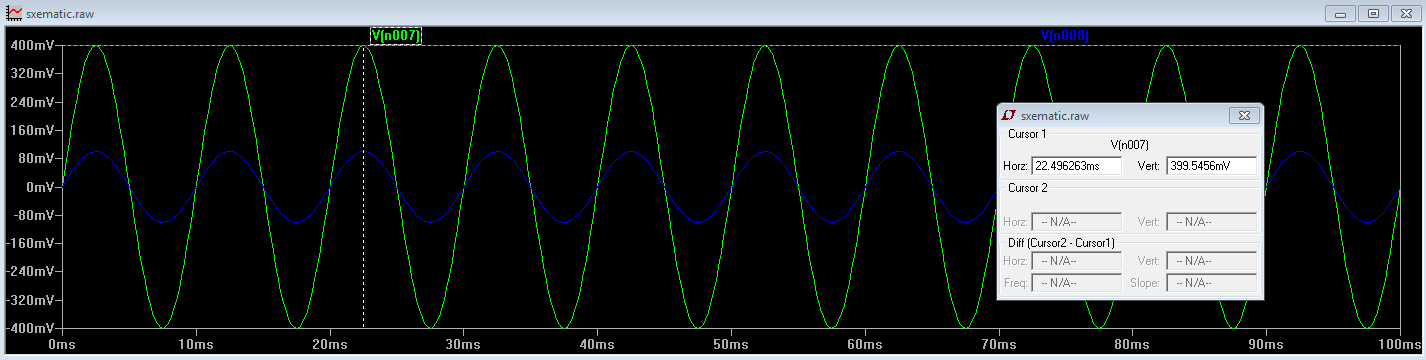 sxematic.raw
V(n007) V(n008)
400mV
320mV
240mV
160mV
80mV
0mV
-80mV
-160mV
-240mV
-320mV
-400mV
0ms 10ms 20ms 30ms 40ms 50ms 60ms 70ms 80ms 90ms 100ms
sxematic.raw
Cursor 1
V(n007)
Horz: 22.496263ms Vert: 399.5456mV
Cursor 2
Horz: -- N/A-- Vert: -- N/A--
Diff (Cursor2 - Cursor1)
Horz: -- N/A-- Vert: -- N/A--
Freq: -- N/A-- Slope: -- N/A--